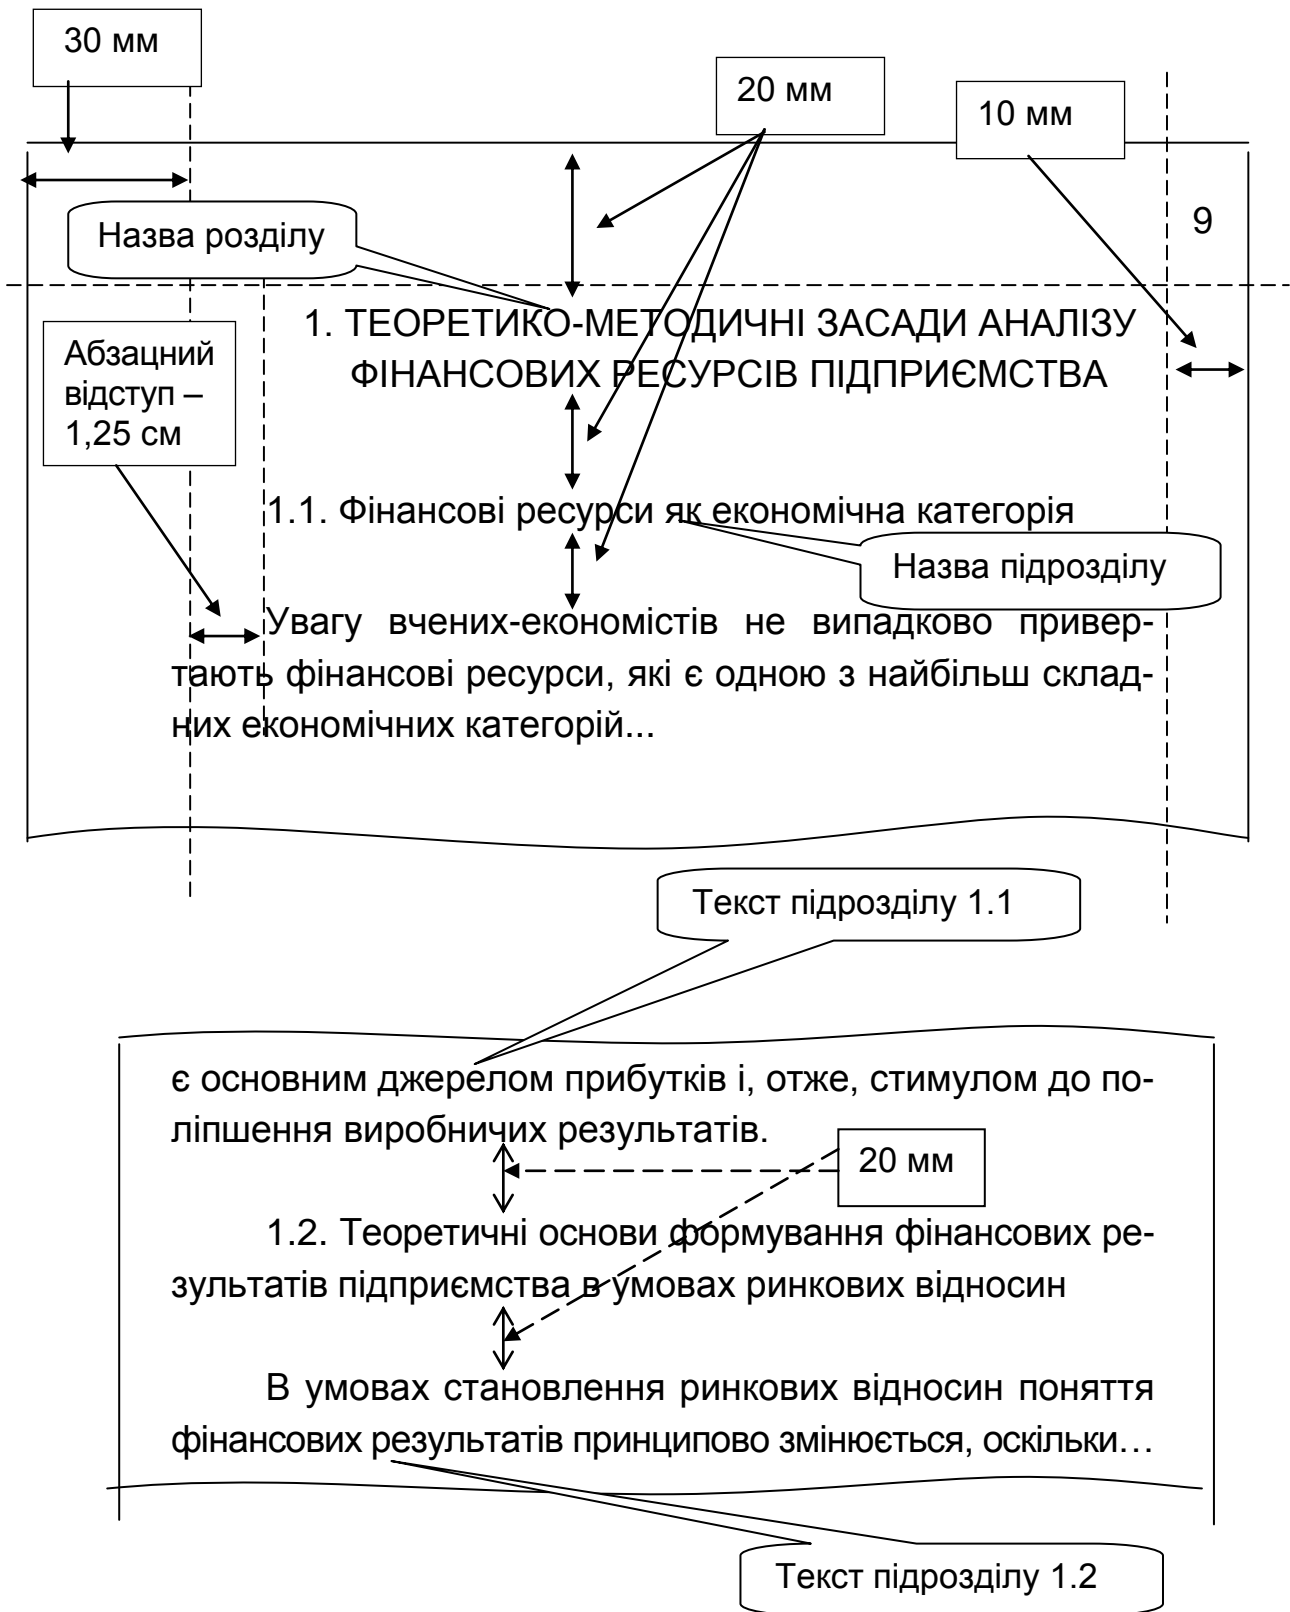 30 мм
20 мм
10 мм
9
Назва розділу
1. ТЕОРЕТИКО-МЕТОДИЧНІ ЗАСАДИ АНАЛІЗУ
ФІНАНСОВИХ РЕСУРСІВ ПІДПРИЄМСТВА
Абзацний
відступ –
1,25 см
1.1. Фінансові ресурси як економічна категорія
Назва підрозділу
Увагу вчених-економістів не випадково привер-
тають фінансові ресурси, які є одною з найбільш склад-
них економічних категорій...
Текст підрозділу 1.1
є основним джерелом прибутків і, отже, стимулом до по-
ліпшення виробничих результатів.
20 мм
1.2. Теоретичні основи формування фінансових ре-
зультатів підприємства в умовах ринкових відносин
В умовах становлення ринкових відносин поняття
фінансових результатів принципово змінюється, оскільки…
Текст підрозділу 1.2